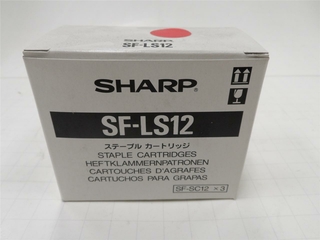 SHARP
SF-LS12
SHARP
SF-LS12
ステープル カートリッジ
STAPLE CARTRIDGES
HEFTKLAMMERNPATRONEN
CARTOUCHES D'AGRAFES
CARTUCHOS PARA GRAPAS
SF-SC12 × 3